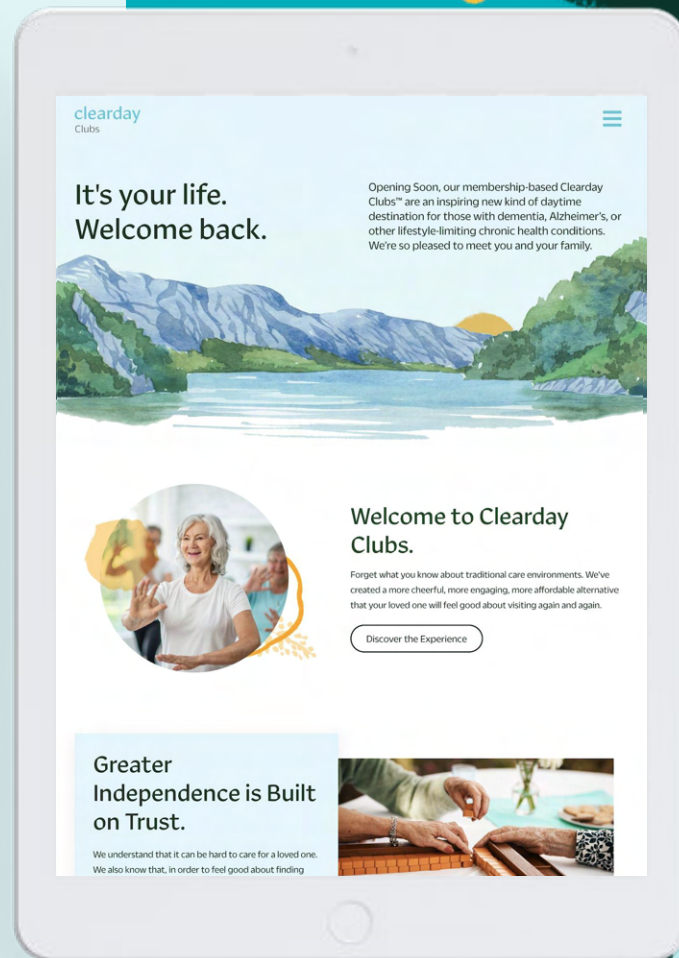 clearday
Clubs
It's your life.
Welcome back.
Opening Soon, our membership-based Clearday
Clubs™ are an inspiring new kind of daytime
destination for those with dementia, Alzheimer's, or
other lifestyle-limiting chronic health conditions.
We're so pleased to meet you and your family.
Welcome to Clearday
Clubs.
Forget what you know about traditional care environments. We've
created a more cheerful, more engaging, more affordable alternative
that your loved one will feel good about visiting again and again.
Discover the Experience
Greater
Independence is Built
on Trust.
We understand that it can be hard to care for a loved one.
We also know that, in order to feel good about finding